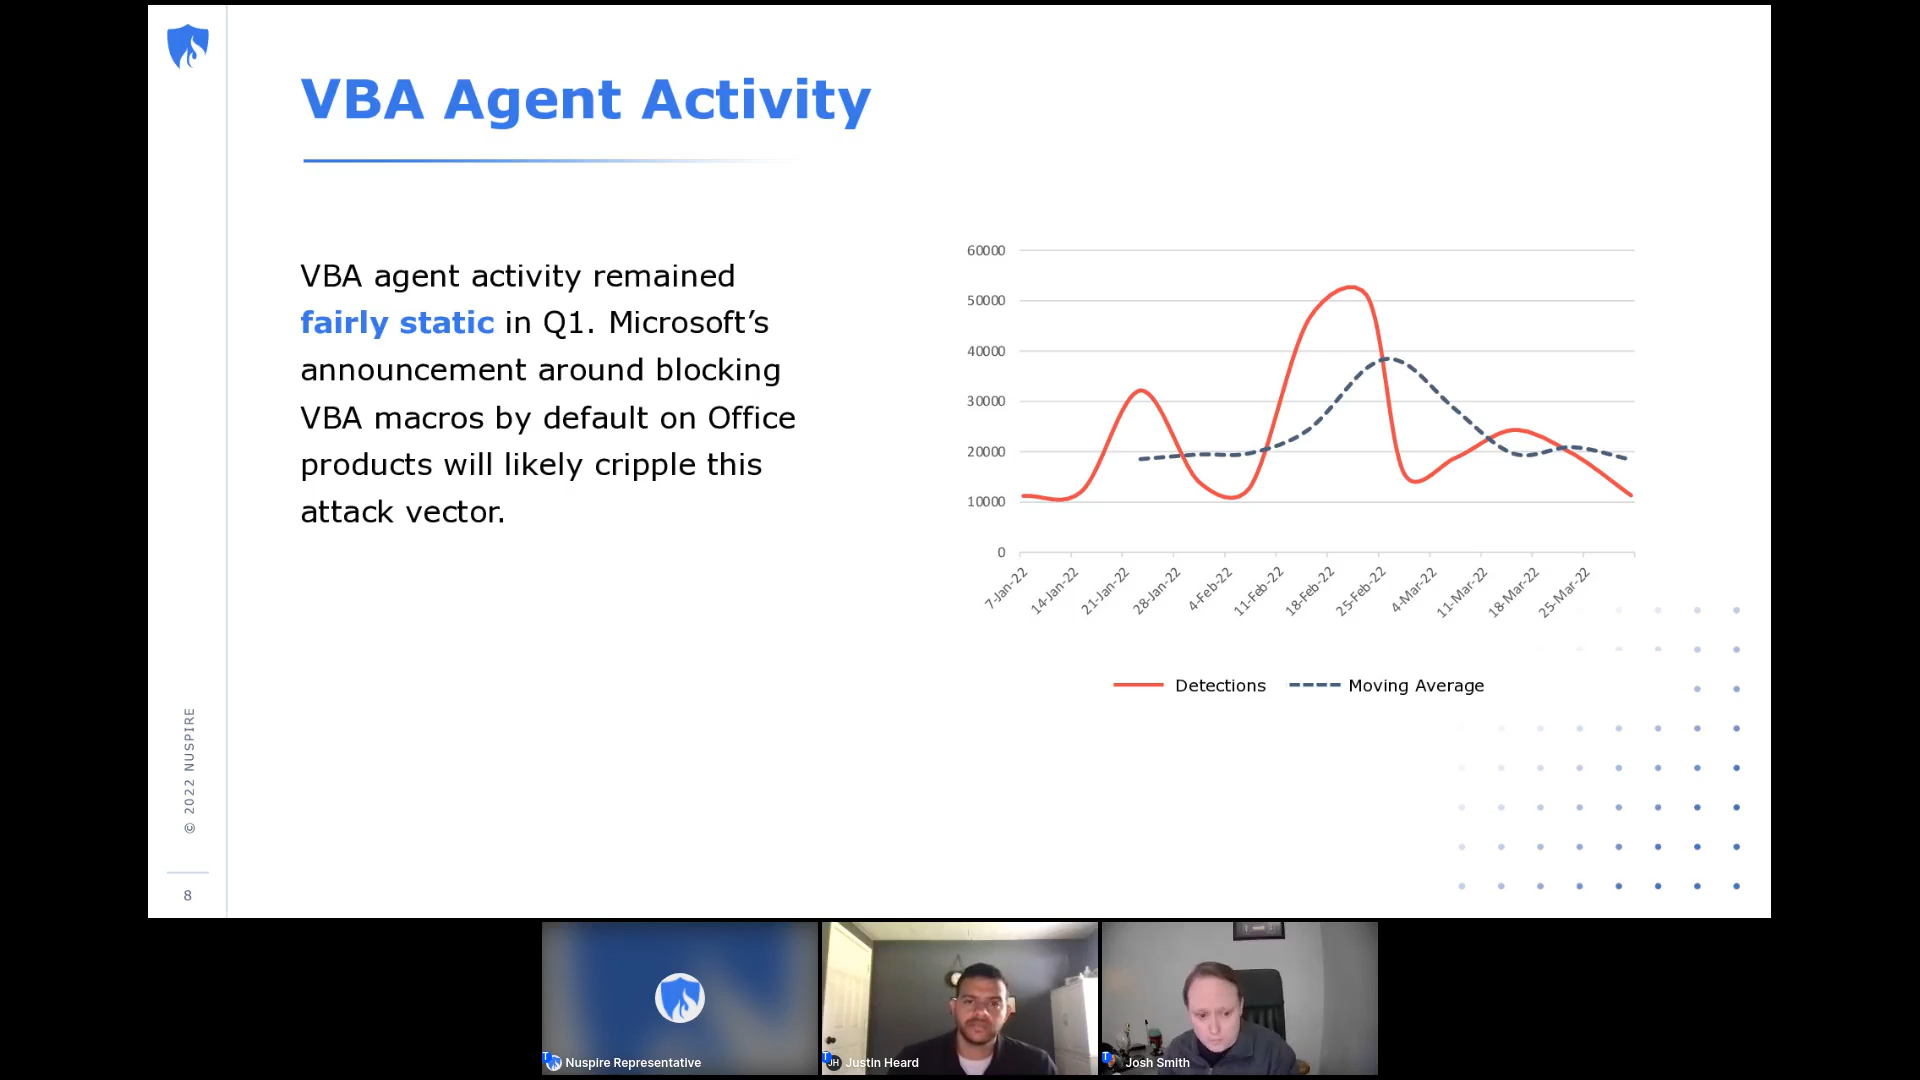 VBA Agent Activity
VBA agent activity remained
fairly static in Q1. Microsoft’s
announcement around blocking
VBA macros by default on Office
products will likely cripple this
attack vector.
60000
50000
40000
30000
20000
10000
0
7-Jan-22
14-Jan-22
21-Jan-22
28-Jan-22
4-Feb-22
11-Feb-22
18-Feb-22
25-Feb-22
4-Mar-22
11-Mar-22
18-Mar-22
25-Mar-22
Detections
Moving Average
© 2022 NUSPIRE
8
T
Nuspire Representative
T
JH
Justin Heard
T
Josh Smith